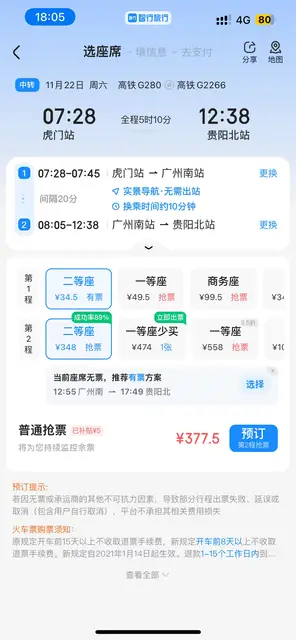 18:05
智行旅行
4G
80
选座席 - 填信息 - 去支付
分享
地图
中转 11月22日 周六 高铁G280 高铁G2266
07:28 全程5时10分 12:38
虎门站 贵阳北站
1 07:28-07:45 虎门站 → 广州南站 更换
间隔20分
实景导航·无需出站
换乘时间约10分钟
2 08:05-12:38 广州南站 → 贵阳北站 更换
第1程
二等座
¥34.5 有票
一等座
¥49.5 抢票
商务座
¥99.5 抢票
¥34
第2程
成功率89%
二等座
¥348 抢票
立即出票
一等座少买
¥474 1张
9.5折
一等座
¥558 抢票
¥10
当前座席无票,推荐有票方案
12:55 广州南 → 17:49 贵阳北
选择
普通抢票 已补贴¥5
将为您持续监控余票
¥377.5
预订
第2程抢票
预订提示:
若因无票或承运商的其他不可抗力因素,导致部分行程出票失败、延误或
取消(包含用户自行取消),平台不承担其相关费用损失
火车票购票须知:
原规定开车前15天以上不收取退票手续费,新规定开车前8天以上不收取
退票手续费。新规定自2021年1月14日起生效。退款1~15个工作日内到...
查看全部